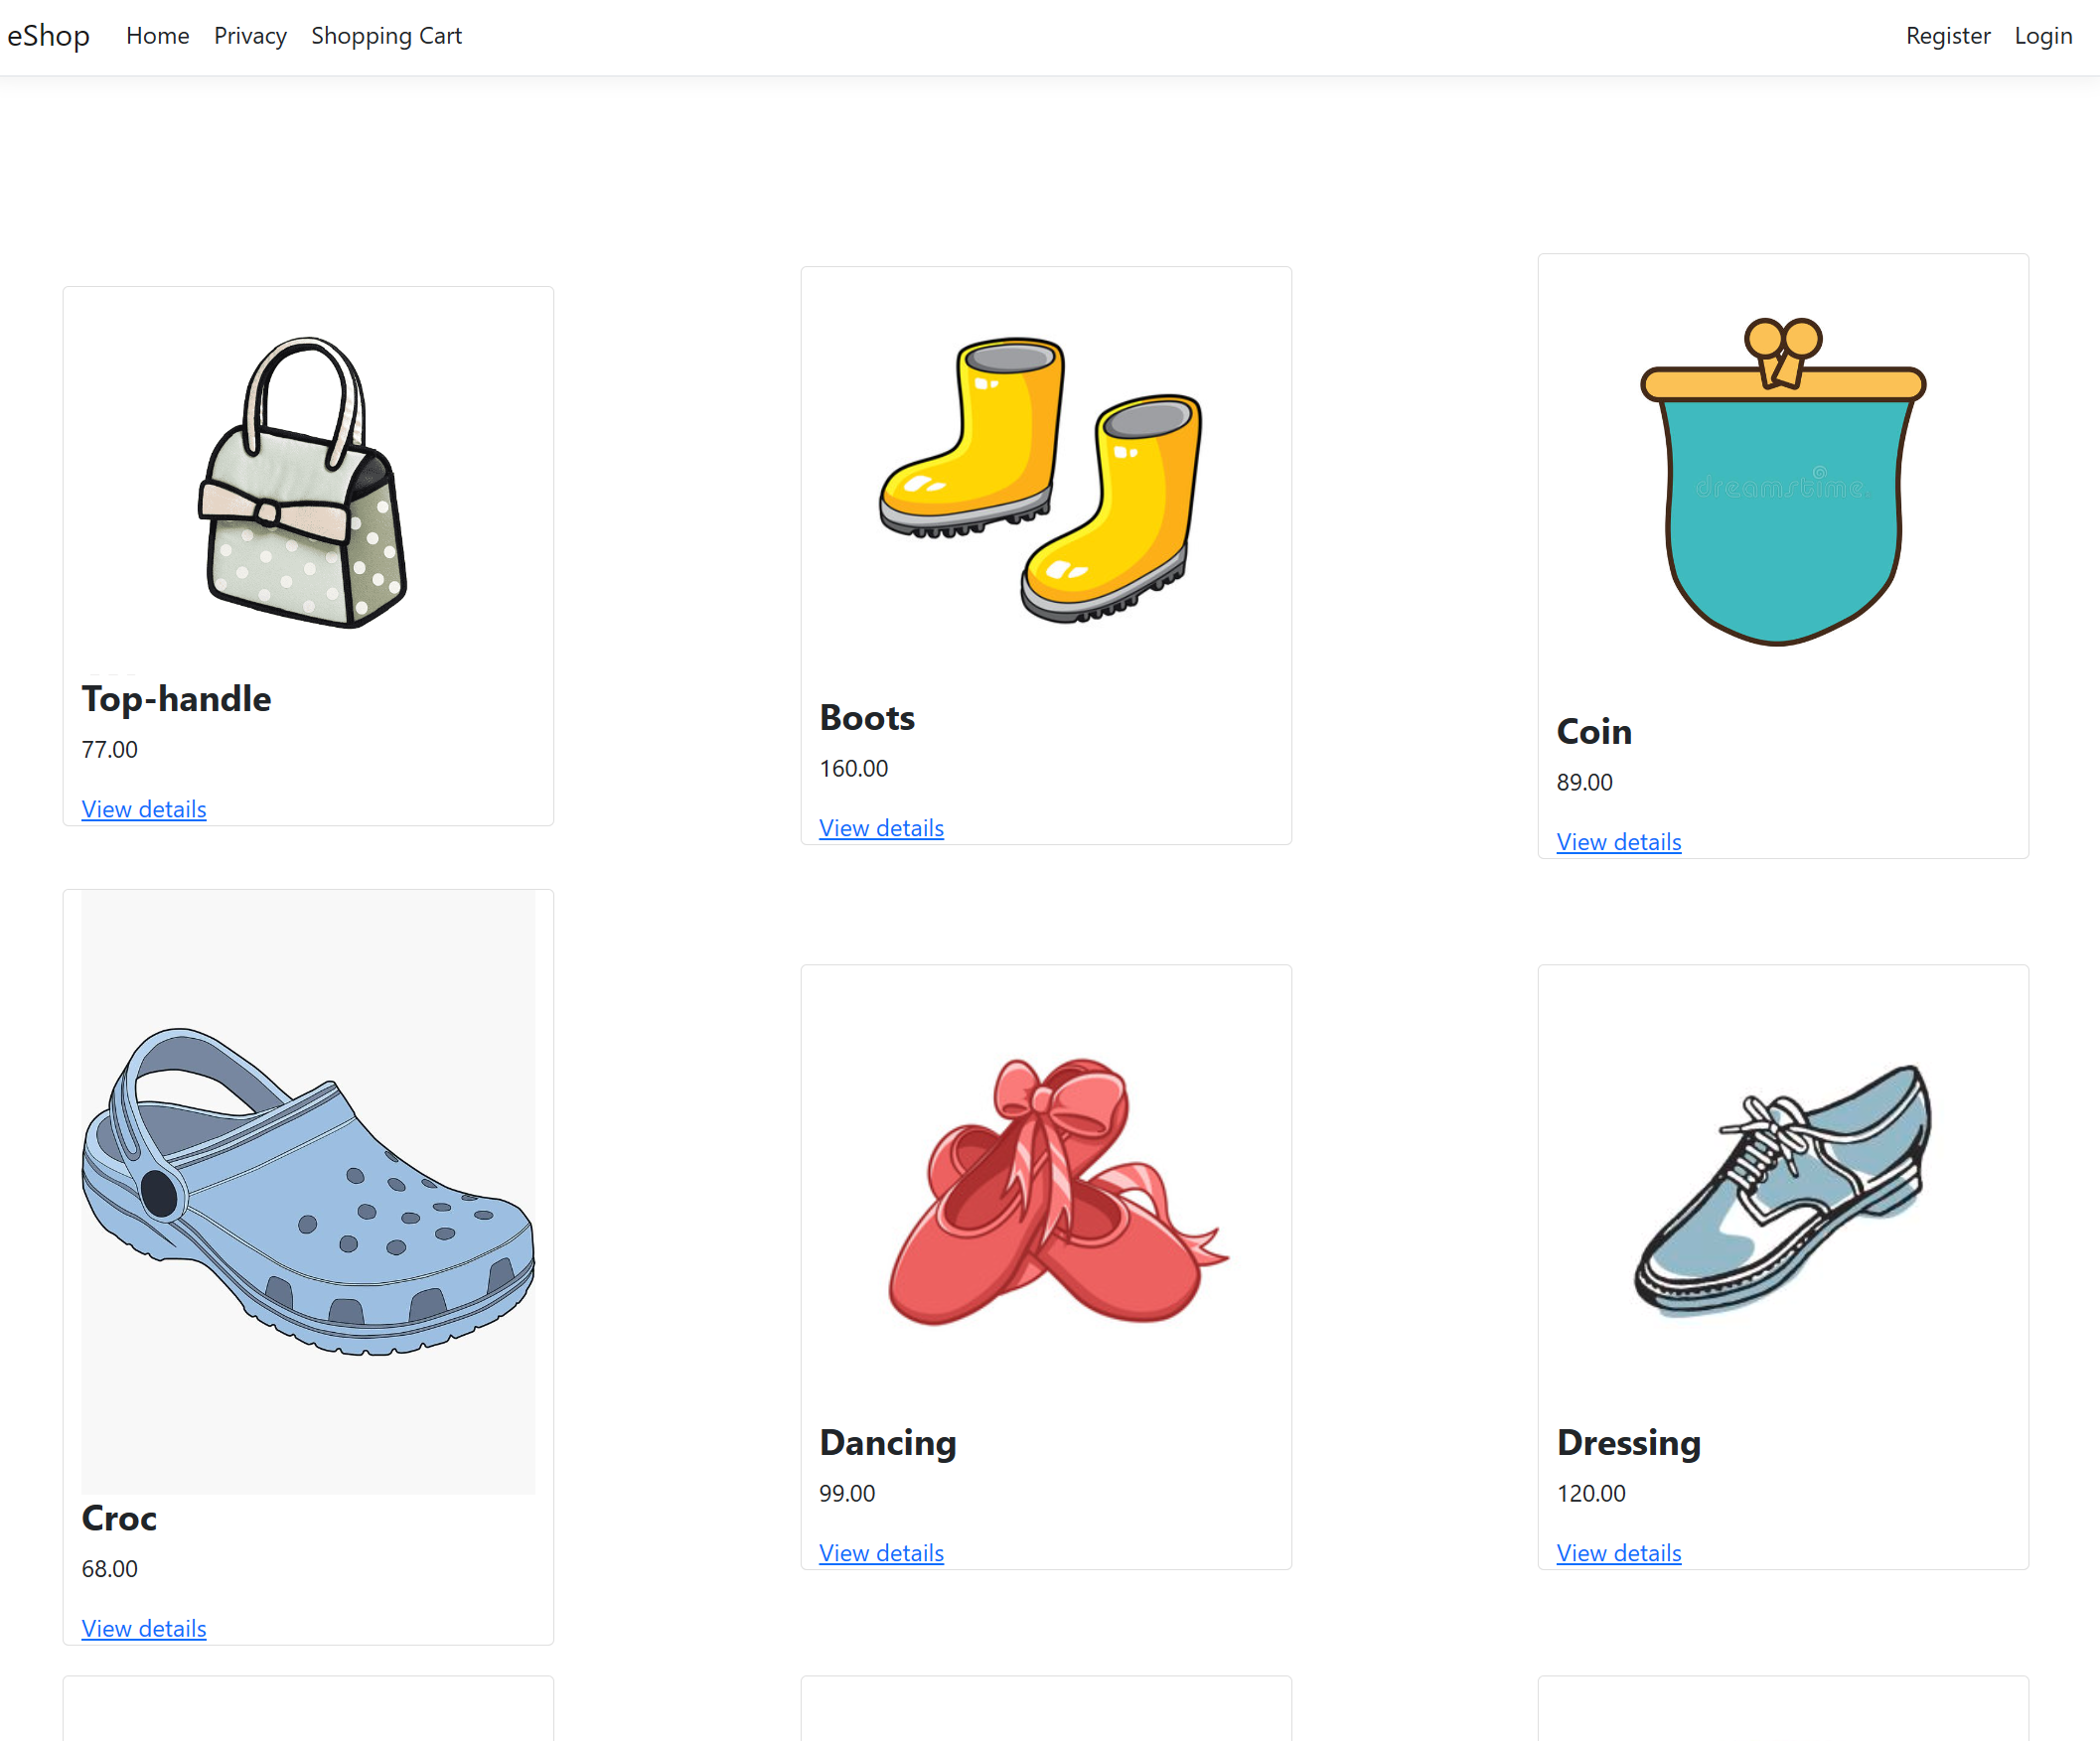 eShop Home Privacy Shopping Cart Register Login
dreamstime
Top-handle
77.00
View details
Boots
160.00
View details
Coin
89.00
View details
Croc
68.00
View details
Dancing
99.00
View details
Dressing
120.00
View details